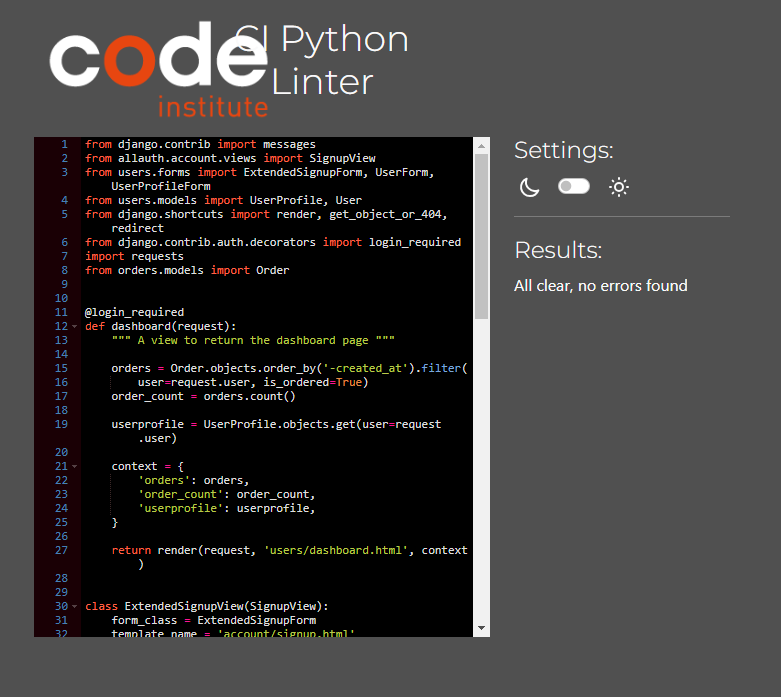 code
institute
CI Python
Linter
1 from django.contrib import messages
2 from allauth.account.views import SignupView
3 from users.forms import ExtendedSignupForm, UserForm,
UserProfileForm
4 from users.models import UserProfile, User
5 from django.shortcuts import render, get_object_or_404,
redirect
6 from django.contrib.auth.decorators import login_required
7 import requests
8 from orders.models import Order
9
10
11 @login_required
12 def dashboard(request):
13 """ A view to return the dashboard page """
14
15 orders = Order.objects.order_by('-created_at').filter(
16 user=request.user, is_ordered=True)
17 order_count = orders.count()
18
19 userprofile = UserProfile.objects.get(user=request
.user)
20
21 context = {
22 'orders': orders,
23 'order_count': order_count,
24 'userprofile': userprofile,
25 }
26
27 return render(request, 'users/dashboard.html', context
)
28
29
30 class ExtendedSignupView(SignupView):
31 form_class = ExtendedSignupForm
32 template_name = 'account/signup.html'
Settings:
Results:
All clear, no errors found